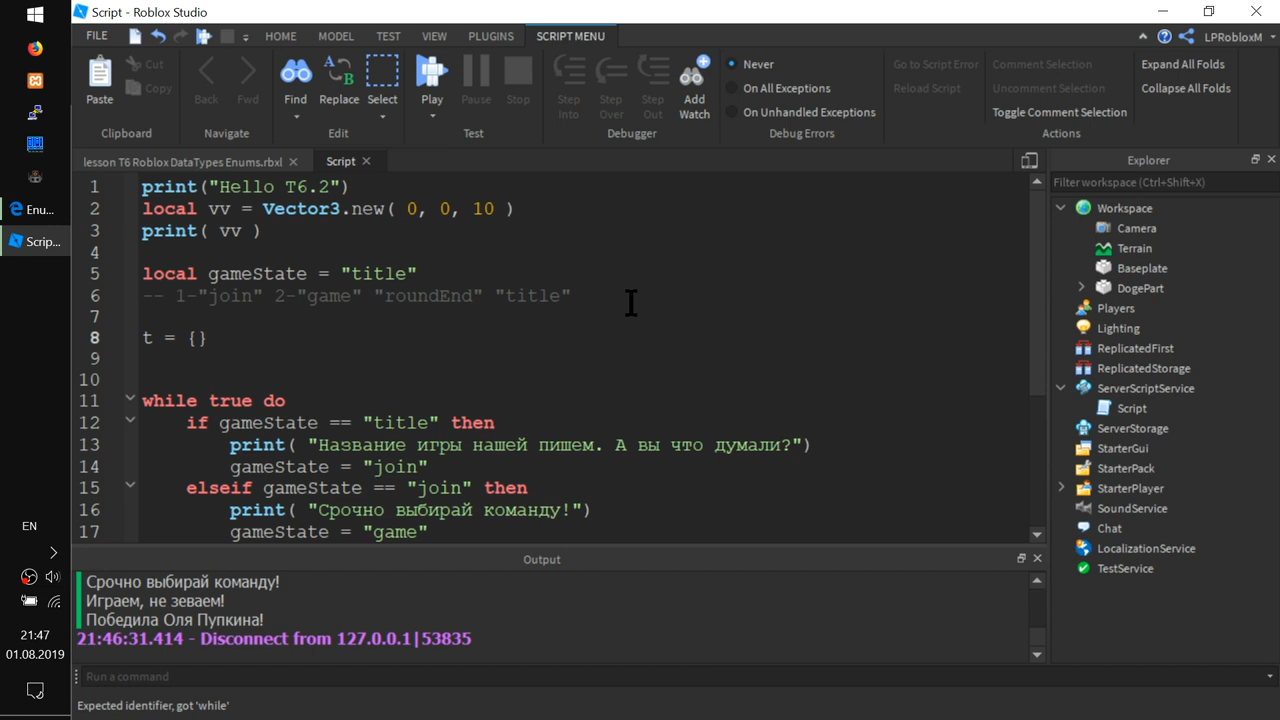 Script - Roblox Studio
FILE HOME MODEL TEST VIEW PLUGINS SCRIPT MENU LPRobloxM
Paste Cut Copy Back Fwd Find Replace Select Play Pause Stop Step Into Step Over Step Out Add Watch
Never
On All Exceptions
On Unhandled Exceptions
Go to Script Error
Reload Script
Comment Selection
Uncomment Selection
Toggle Comment Selection
Expand All Folds
Collapse All Folds
Clipboard Navigate Edit Test Debugger Debug Errors Actions
lesson T6 Roblox DataTypes Enums.rbxl Script
1 print("Hello T6.2")
2 local vv = Vector3.new( 0, 0, 10 )
3 print( vv )
4
5 local gameState = "title"
6 -- 1-"join" 2-"game" "roundEnd" "title"
7
8 t = {}
9
10
11 while true do
12 if gameState == "title" then
13 print( "Название игры нашей пишем. А вы что думали?")
14 gameState = "join"
15 elseif gameState == "join" then
16 print( "Срочно выбирай команду!")
17 gameState = "game"
Output
Срочно выбирай команду!
Играем, не зеваем!
Победила Оля Пупкина!
21:46:31.414 - Disconnect from 127.0.0.1|53835
Run a command
Expected identifier, got 'while'
Explorer
Filter workspace (Ctrl+Shift+X)
Workspace
Camera
Terrain
Baseplate
DogePart
Players
Lighting
ReplicatedFirst
ReplicatedStorage
ServerScriptService
Script
ServerStorage
StarterGui
StarterPack
StarterPlayer
SoundService
Chat
LocalizationService
TestService
Enu...
Scrip...
EN
21:47
01.08.2019